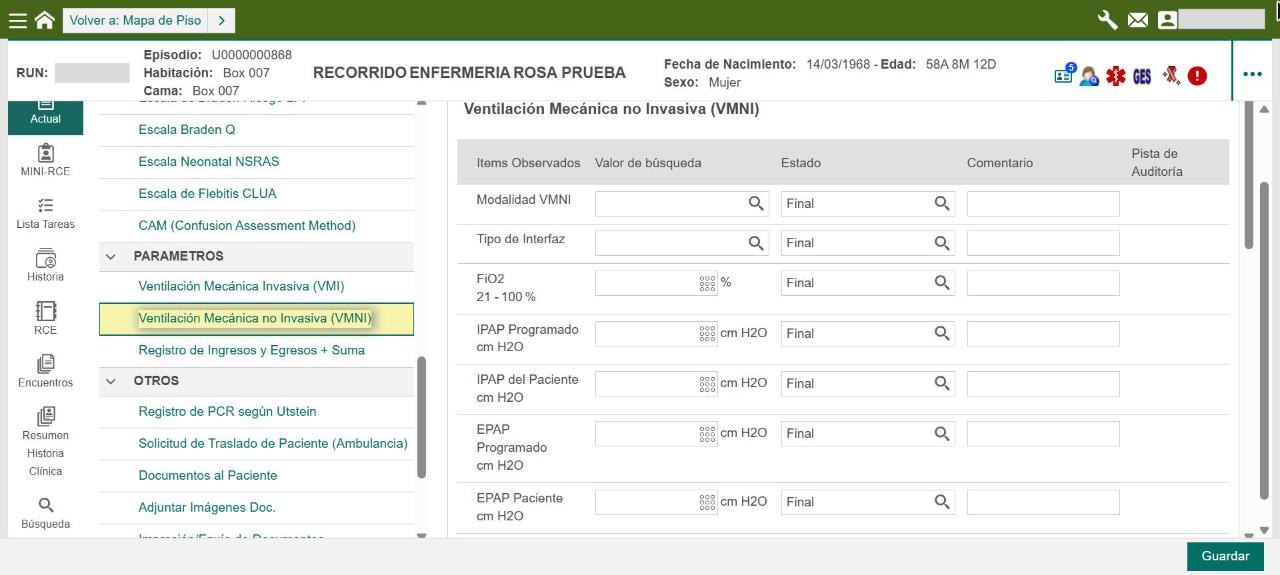 Volver a: Mapa de Piso
RUN:
Episodio: U0000000868
Habitación: Box 007
Cama: Box 007
RECORRIDO ENFERMERIA ROSA PRUEBA
Fecha de Nacimiento: 14/03/1968 - Edad: 58A 8M 12D
Sexo: Mujer
5
GES
Actual
MINI-RCE
Lista Tareas
Historia
RCE
Encuentros
Resumen
Historia
Clínica
Búsqueda
Escala Braden Q
Escala Neonatal NSRAS
Escala de Flebitis CLUA
CAM (Confusion Assessment Method)
PARAMETROS
Ventilación Mecánica Invasiva (VMI)
Ventilación Mecánica no Invasiva (VMNI)
Registro de Ingresos y Egresos + Suma
OTROS
Registro de PCR según Utstein
Solicitud de Traslado de Paciente (Ambulancia)
Documentos al Paciente
Adjuntar Imágenes Doc.
Ventilación Mecánica no Invasiva (VMNI)
Items Observados Valor de búsqueda Estado Comentario Pista de
Auditoría
Modalidad VMNI Final
Tipo de Interfaz Final
FiO2 % Final
21 - 100 %
IPAP Programado cm H2O Final
cm H2O
IPAP del Paciente cm H2O Final
cm H2O
EPAP cm H2O Final
Programado
cm H2O
EPAP Paciente cm H2O Final
cm H2O
Guardar